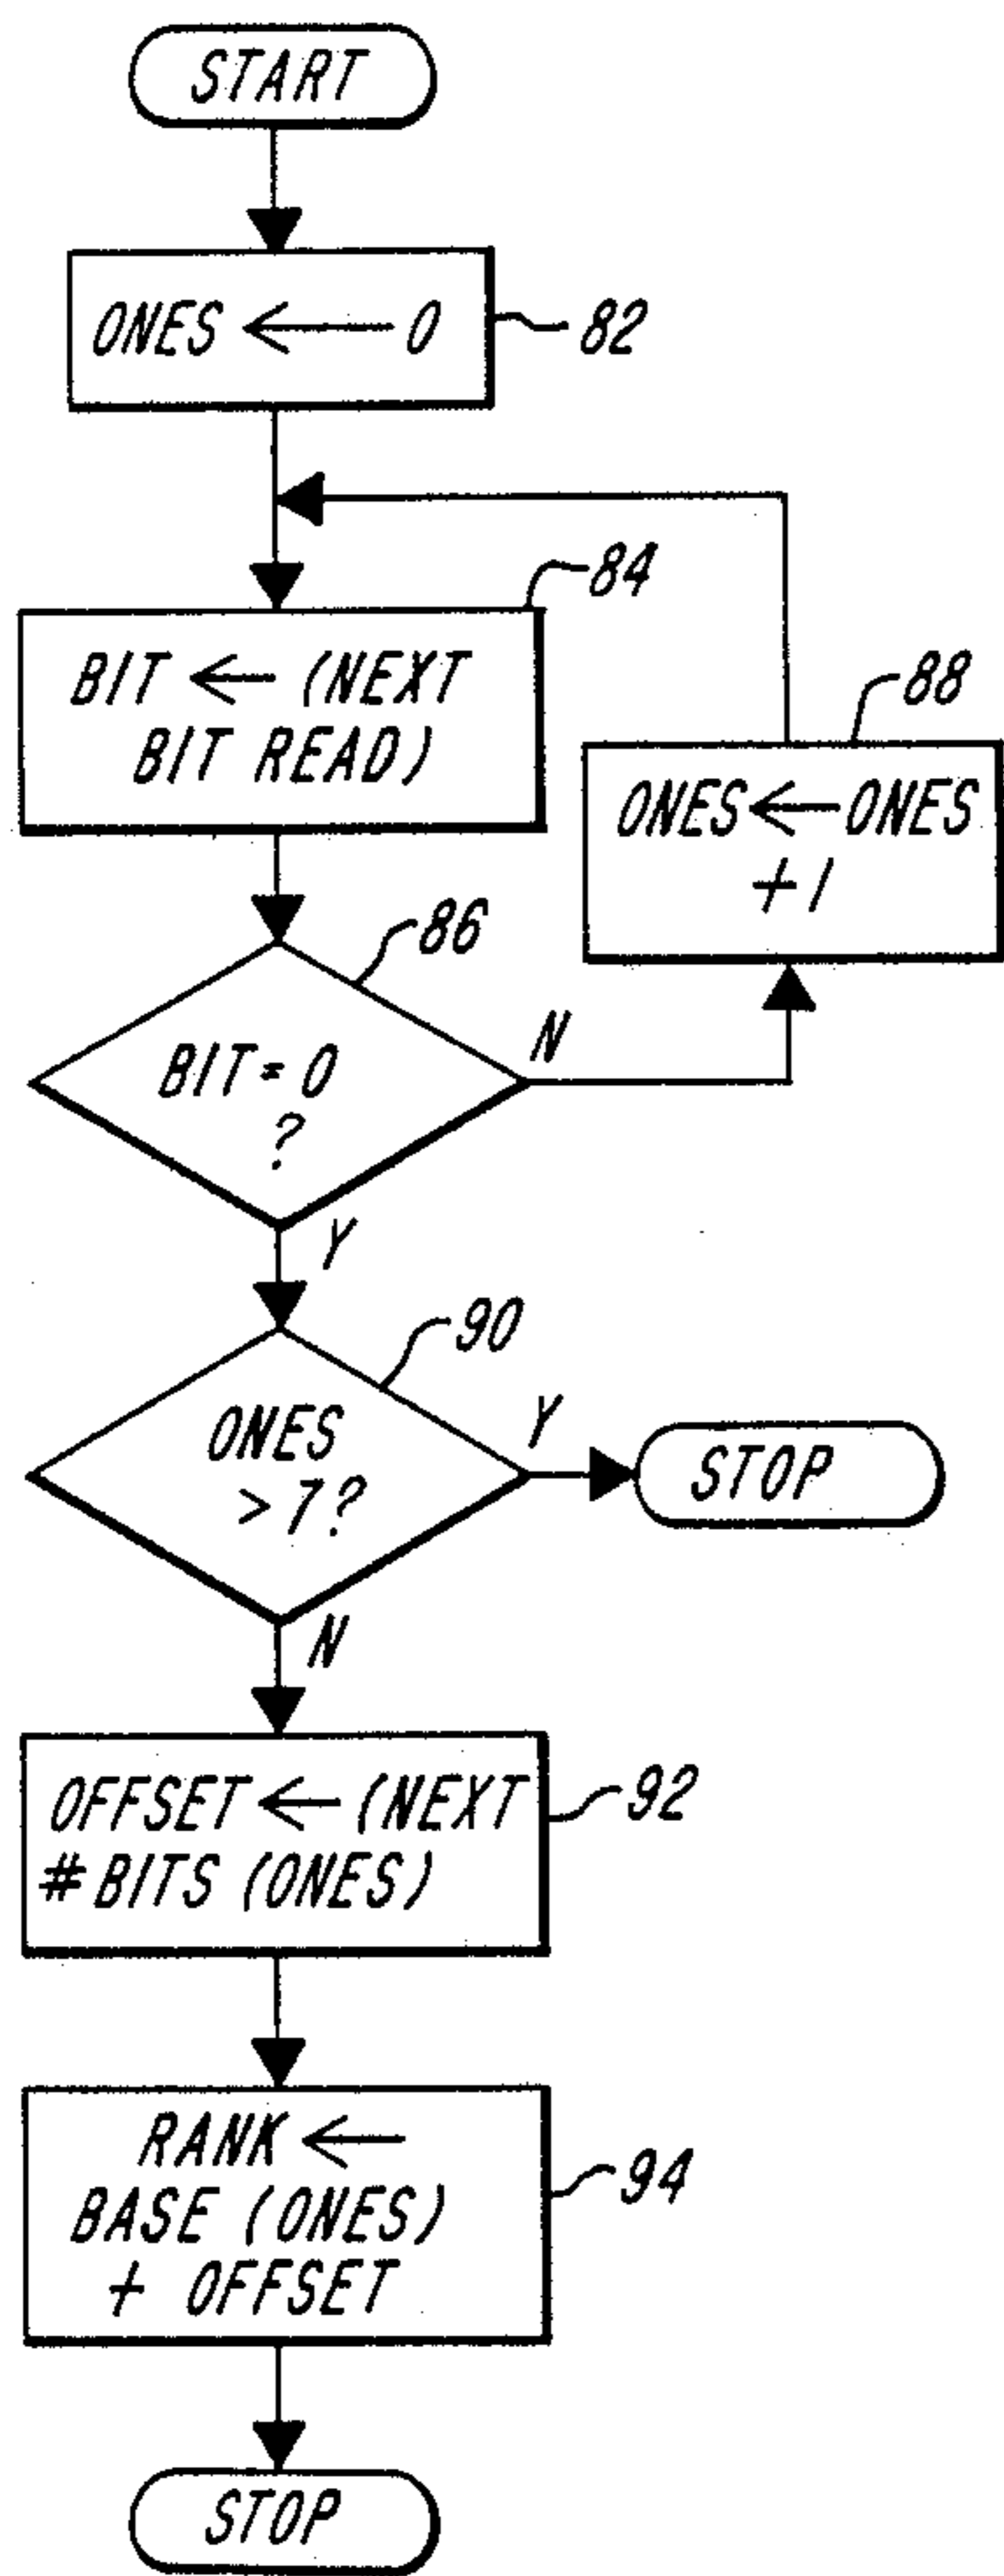 START
ONES ← 0
82
84
BIT ← (NEXT
BIT READ)
88
ONES ← ONES
+1
86
BIT = 0
?
N
Y
90
ONES
> 7?
Y
STOP
N
OFFSET ← (NEXT
# BITS (ONES)
92
RANK ←
BASE (ONES)
+ OFFSET
94
STOP